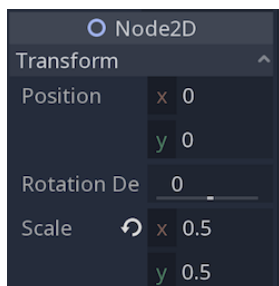 Node2D
Transform
Position x 0
y 0
Rotation De 0
Scale x 0.5
y 0.5